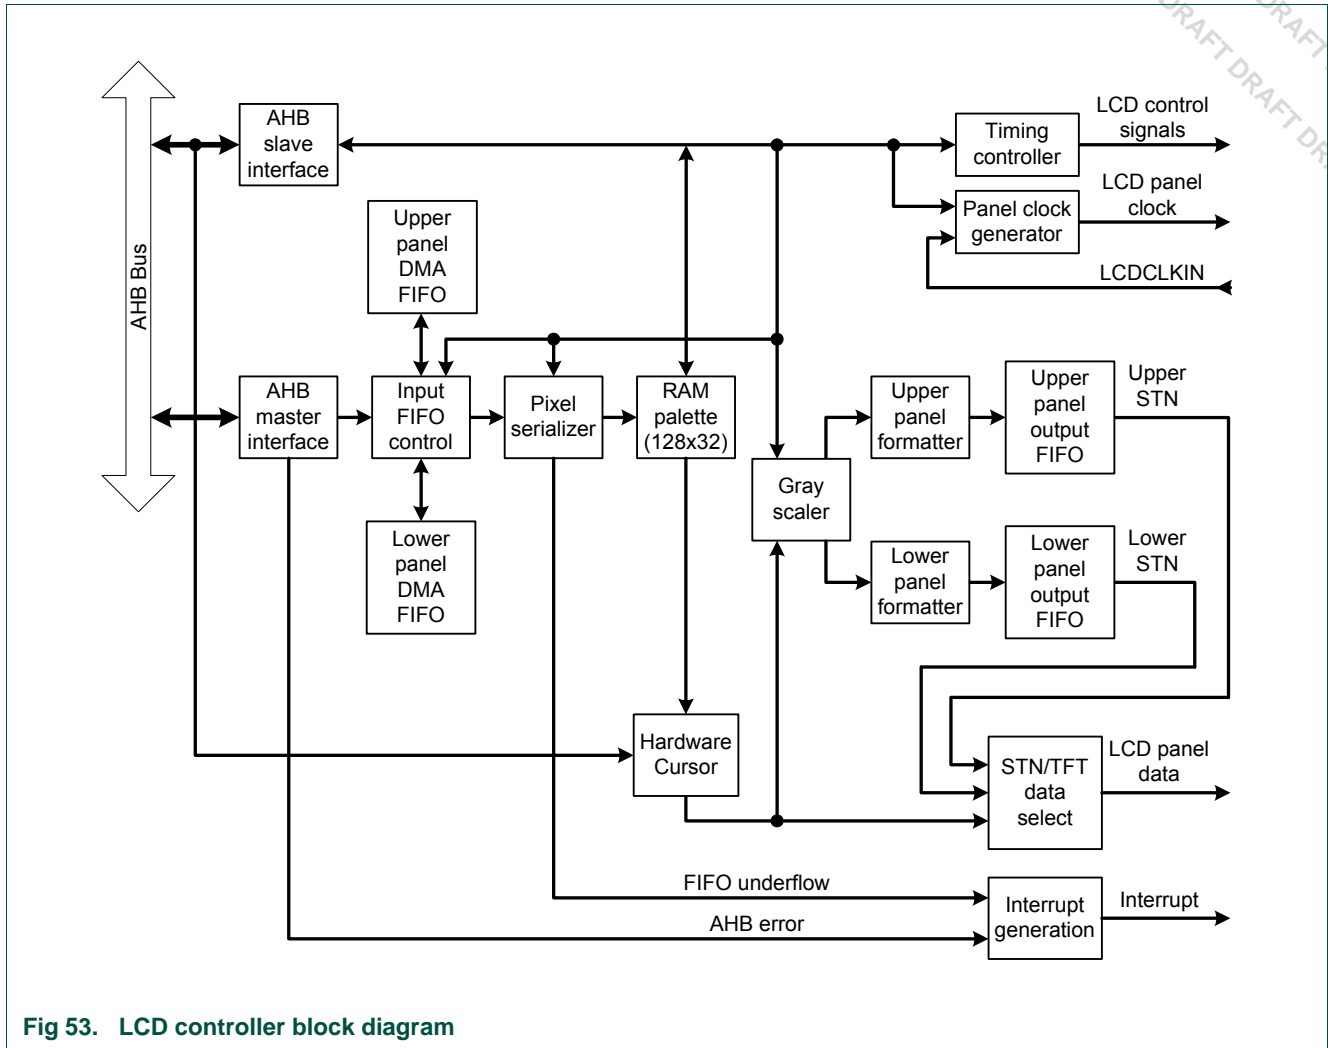 DRAFT DRAFT DR
DRAFT
AHB Bus
AHB
slave
interface
Upper
panel
DMA
FIFO
Timing
controller
LCD control
signals
Panel clock
generator
LCD panel
clock
LCDCLKIN
AHB
master
interface
Input
FIFO
control
Pixel
serializer
RAM
palette
(128x32)
Upper
panel
formatter
Upper
panel
output
FIFO
Upper
STN
Gray
scaler
Lower
panel
DMA
FIFO
Lower
panel
formatter
Lower
panel
output
FIFO
Lower
STN
Hardware
Cursor
STN/TFT
data
select
LCD panel
data
FIFO underflow
AHB error
Interrupt
generation
Interrupt
Fig 53. LCD controller block diagram